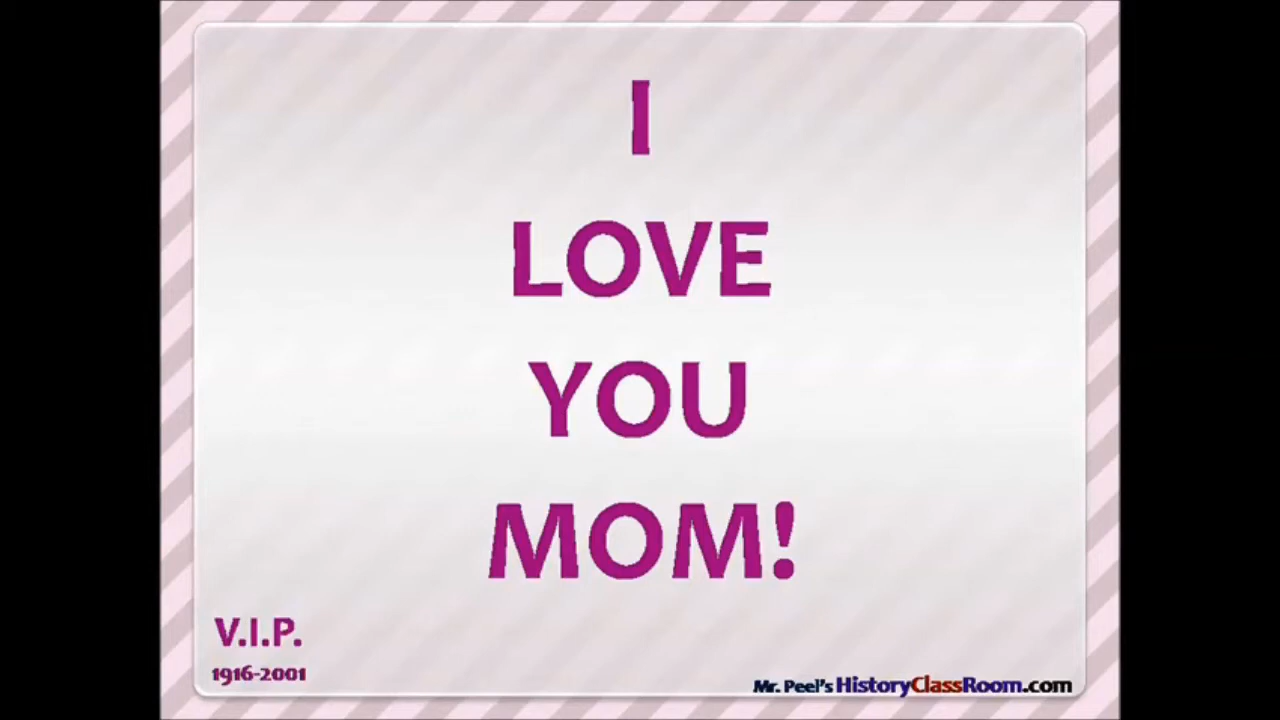 I
LOVE
YOU
MOM!
V.I.P.
1916-2001
Mr. Peel's HistoryClassRoom.com